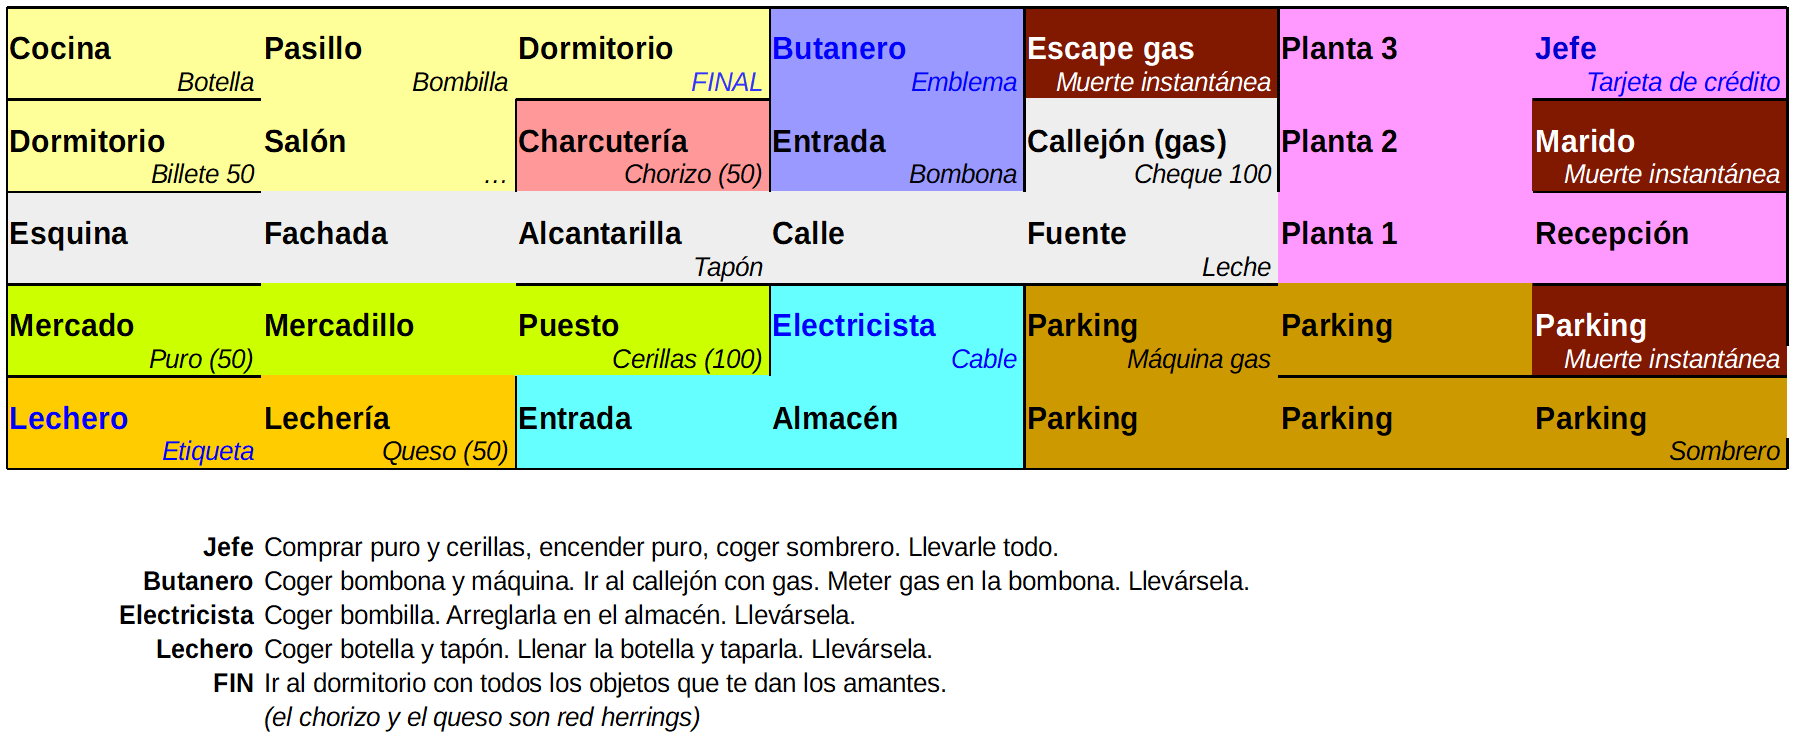 Cocina Pasillo Dormitorio Butanero Escape gas Planta 3 Jefe
Botella Bombilla FINAL Emblema Muerte instantánea Tarjeta de crédito
Dormitorio Salón Charcutería Entrada Callejón (gas) Planta 2 Marido
Billete 50 ... Chorizo (50) Bombona Cheque 100 Muerte instantánea
Esquina Fachada Alcantarilla Calle Fuente Planta 1 Recepción
Tapón Leche
Mercado Mercadillo Puesto Electricista Parking Parking Parking
Puro (50) Cerillas (100) Cable Máquina gas Muerte instantánea
Lechero Lechería Entrada Almacén Parking Parking Parking
Etiqueta Queso (50) Sombrero
Jefe Comprar puro y cerillas, encender puro, coger sombrero. Llevarle todo.
Butanero Coger bombona y máquina. Ir al callejón con gas. Meter gas en la bombona. Llevársela.
Electricista Coger bombilla. Arreglarla en el almacén. Llevársela.
Lechero Coger botella y tapón. Llenar la botella y taparla. Llevársela.
FIN Ir al dormitorio con todos los objetos que te dan los amantes.
(el chorizo y el queso son red herrings)